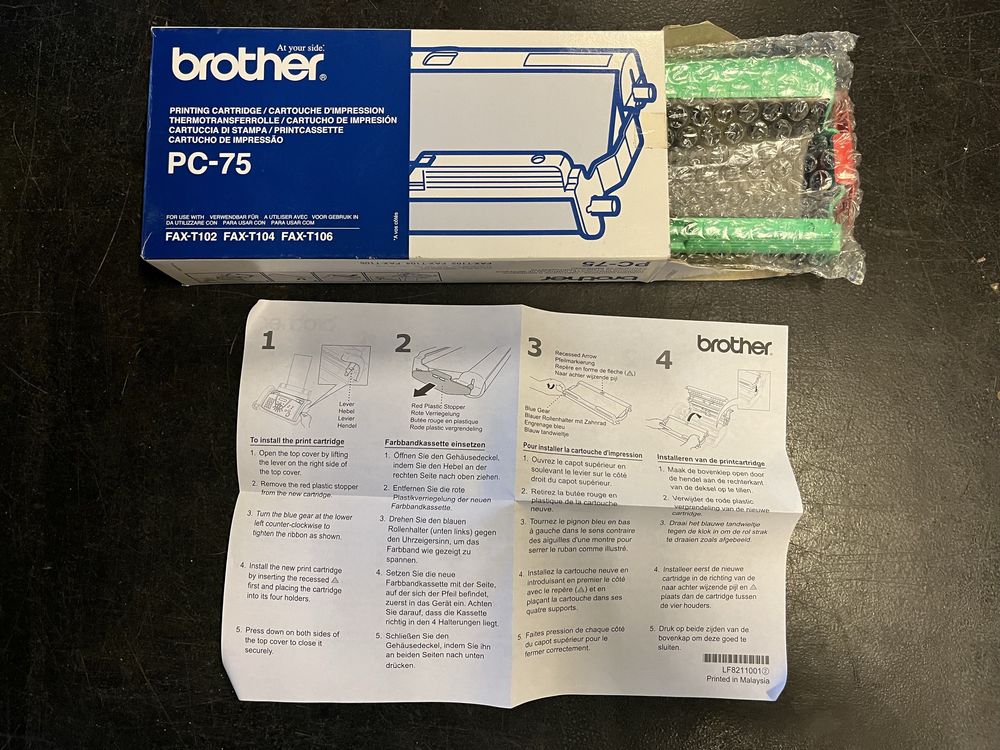 At your side.
brother®
PRINTING CARTRIDGE / CARTOUCHE D'IMPRESSION
THERMOTRANSFERROLLE / CARTUCHO DE IMPRESIÓN
CARTUCCIA DI STAMPA / PRINTCASSETTE
CARTUCHO DE IMPRESSÃO
PC-75
FOR USE WITH VERWENDBAR FÜR A UTILISER AVEC VOOR GEBRUIK IN
DA UTILIZZARE CON PARA USAR CON PARA USAR COM
FAX-T102 FAX-T104 FAX-T106
*A vos côtés
PC-75
FAX-T102 FAX-T104 FAX-T106
brother
1
Lever
Hebel
Levier
Hendel
To install the print cartridge
1. Open the top cover by lifting
the lever on the right side of
the top cover.
2. Remove the red plastic stopper
from the new cartridge.
3. Turn the blue gear at the lower
left counter-clockwise to
tighten the ribbon as shown.
4. Install the new print cartridge
by inserting the recessed ⚠
first and placing the cartridge
into its four holders.
5. Press down on both sides of
the top cover to close it
securely.
2
Red Plastic Stopper
Rote Verriegelung
Butée rouge en plastique
Rode plastic vergrendeling
Farbbandkassette einsetzen
1. Öffnen Sie den Gehäusedeckel,
indem Sie den Hebel an der
rechten Seite nach oben ziehen.
2. Entfernen Sie die rote
Plastikverriegelung der neuen
Farbbandkassette.
3. Drehen Sie den blauen
Rollenhalter (unten links) gegen
den Uhrzeigersinn, um das
Farbband wie gezeigt zu
spannen.
4. Setzen Sie die neue
Farbbandkassette mit der Seite,
auf der sich der Pfeil befindet,
zuerst in das Gerät ein. Achten
Sie darauf, dass die Kassette
richtig in den 4 Halterungen liegt.
5. Schließen Sie den
Gehäusedeckel, indem Sie ihn
an beiden Seiten nach unten
drücken.
3
Recessed Arrow
Pfeilmarkierung
Repère en forme de flèche (⚠)
Naar achter wijzende pijl
Blue Gear
Blauer Rollenhalter mit Zahnrad
Engrenage bleu
Blauw tandwieltje
Pour installer la cartouche d'impression
1. Ouvrez le capot supérieur en
soulevant le levier sur le côté
droit du capot supérieur.
2. Retirez la butée rouge en
plastique de la cartouche
neuve.
3. Tournez le pignon bleu en bas
à gauche dans le sens contraire
des aiguilles d'une montre pour
serrer le ruban comme illustré.
4. Installez la cartouche neuve en
introduisant en premier le côté
avec le repère (⚠) et en
plaçant la cartouche dans ses
quatre supports.
5. Faites pression de chaque côté
du capot supérieur pour le
fermer correctement.
4
brother®
Installeren van de printcartridge
1. Maak de bovenklep open door
de hendel aan de rechterkant
van de deksel op te tillen.
2. Verwijder de rode plastic
vergrendeling van de nieuwe
cartridge.
3. Draai het blauwe tandwieltje
tegen de klok in om de rol strak
te draaien zoals afgebeeld.
4. Installeer eerst de nieuwe
cartridge in de richting van de
naar achter wijzende pijl en ⚠
plaats dan de cartridge tussen
de vier houders.
5. Druk op beide zijden van de
bovenkap om deze goed te
sluiten.
LF8211001②
Printed in Malaysia